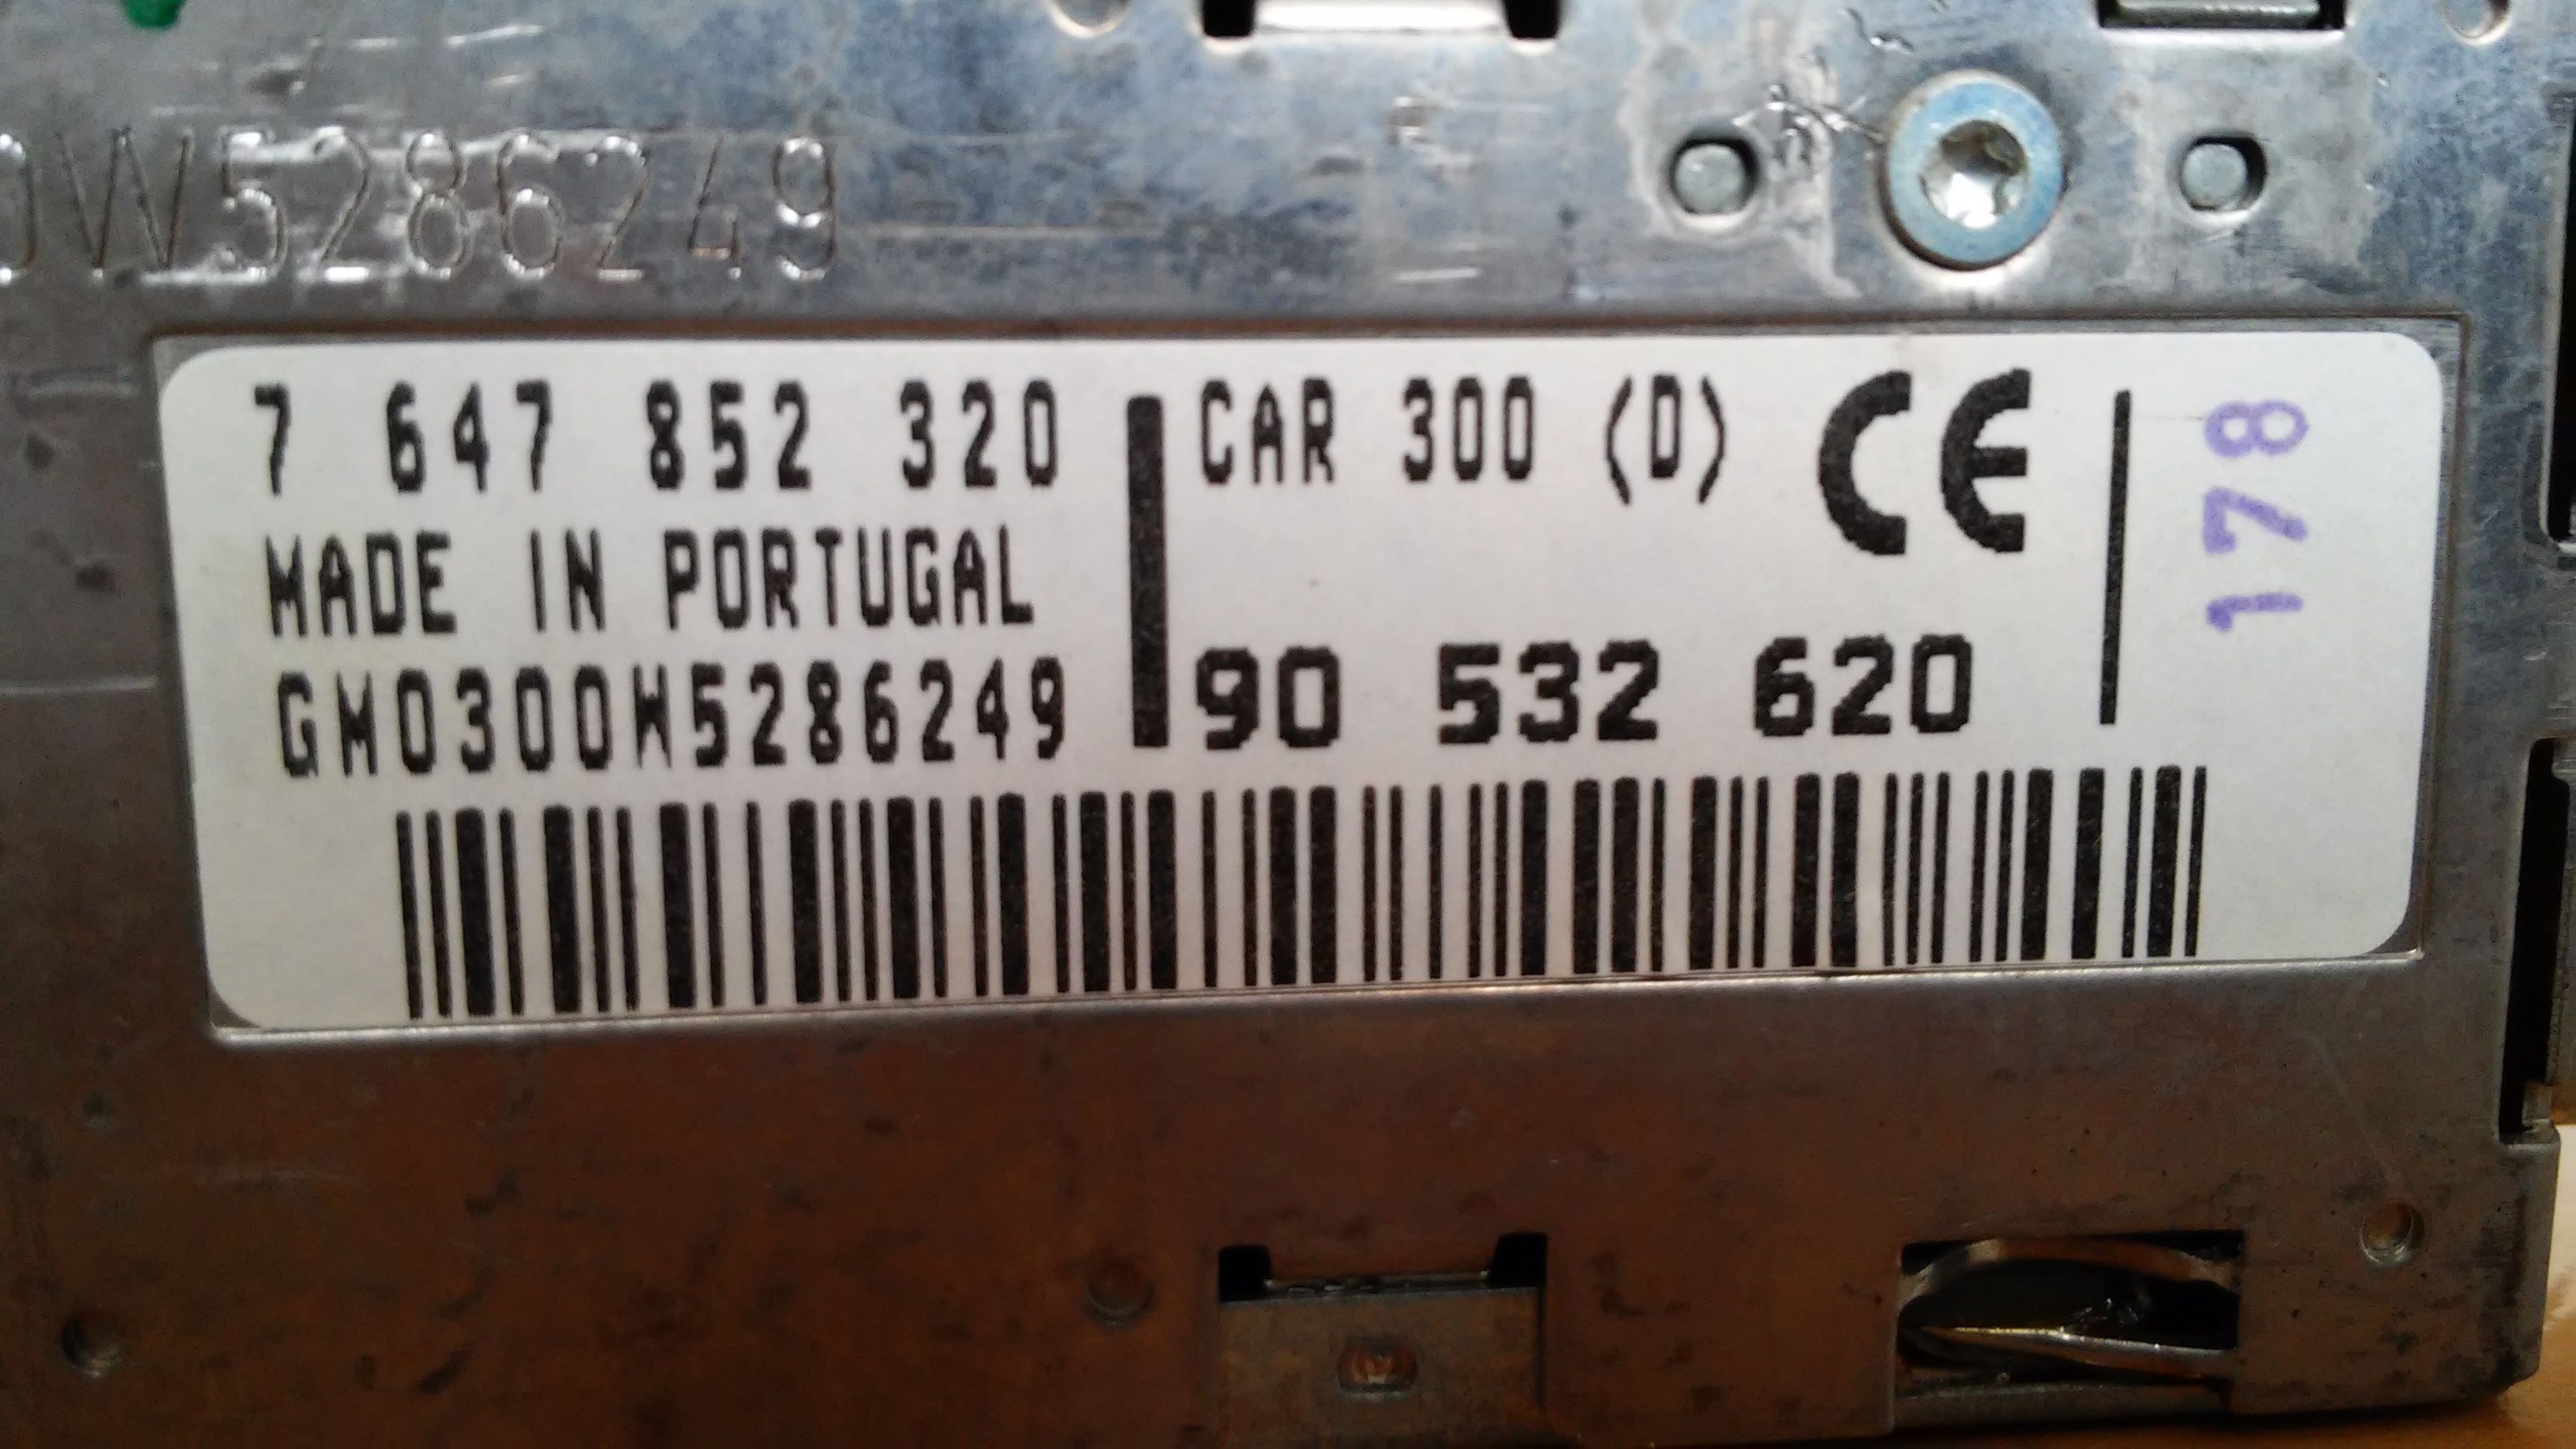 0W5286249
7 647 852 320
MADE IN PORTUGAL
GM0300W5286249
CAR 300 (D) CE
90 532 620
178